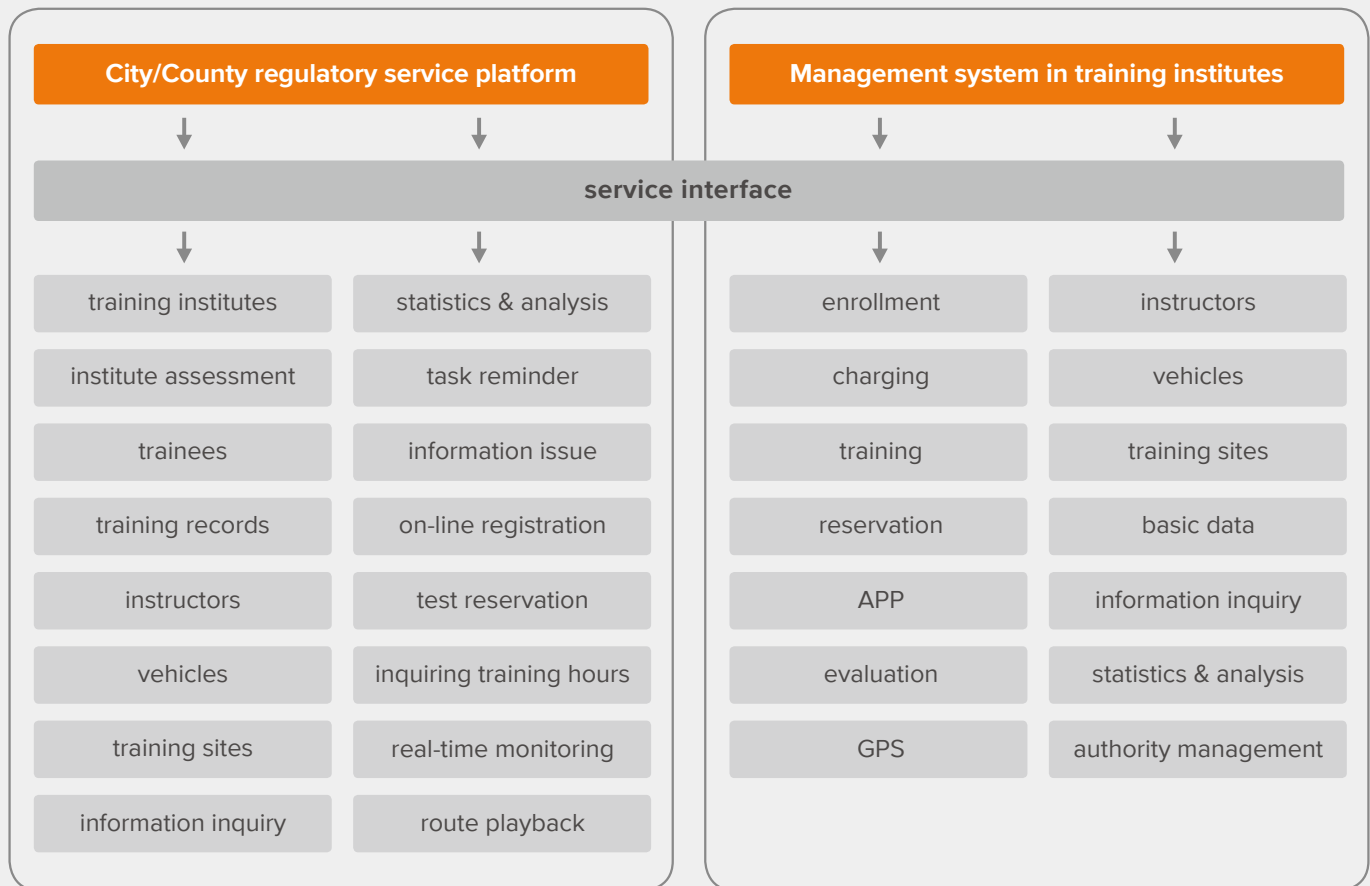 City/County regulatory service platform
Management system in training institutes
service interface
training institutes
statistics & analysis
institute assessment
task reminder
trainees
information issue
training records
on-line registration
instructors
test reservation
vehicles
inquiring training hours
training sites
real-time monitoring
information inquiry
route playback
enrollment
instructors
charging
vehicles
training
training sites
reservation
basic data
APP
information inquiry
evaluation
statistics & analysis
GPS
authority management